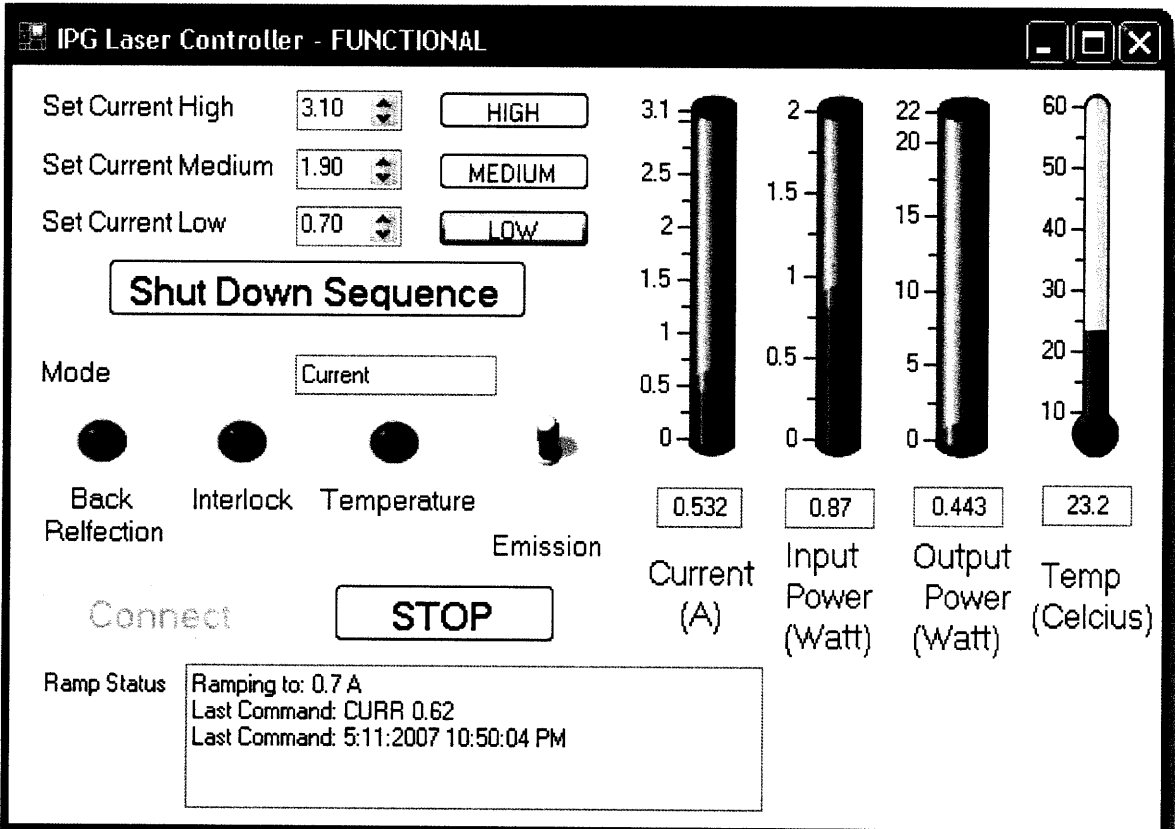 IPG Laser Controller - FUNCTIONAL
Set Current High 3.10 HIGH
Set Current Medium 1.90 MEDIUM
Set Current Low 0.70 LOW
Shut Down Sequence
Mode Current
Back Relfection
Interlock
Temperature
Emission
Connect
STOP
Ramp Status
Ramping to: 0.7 A
Last Command: CURR 0.62
Last Command: 5:11:2007 10:50:04 PM
3.1
2.5
2
1.5
1
0.5
0
0.532
Current
(A)
2
1.5
1
0.5
0
0.87
Input
Power
(Watt)
22
20
15
10
5
0
0.443
Output
Power
(Watt)
60
50
40
30
20
10
23.2
Temp
(Celcius)